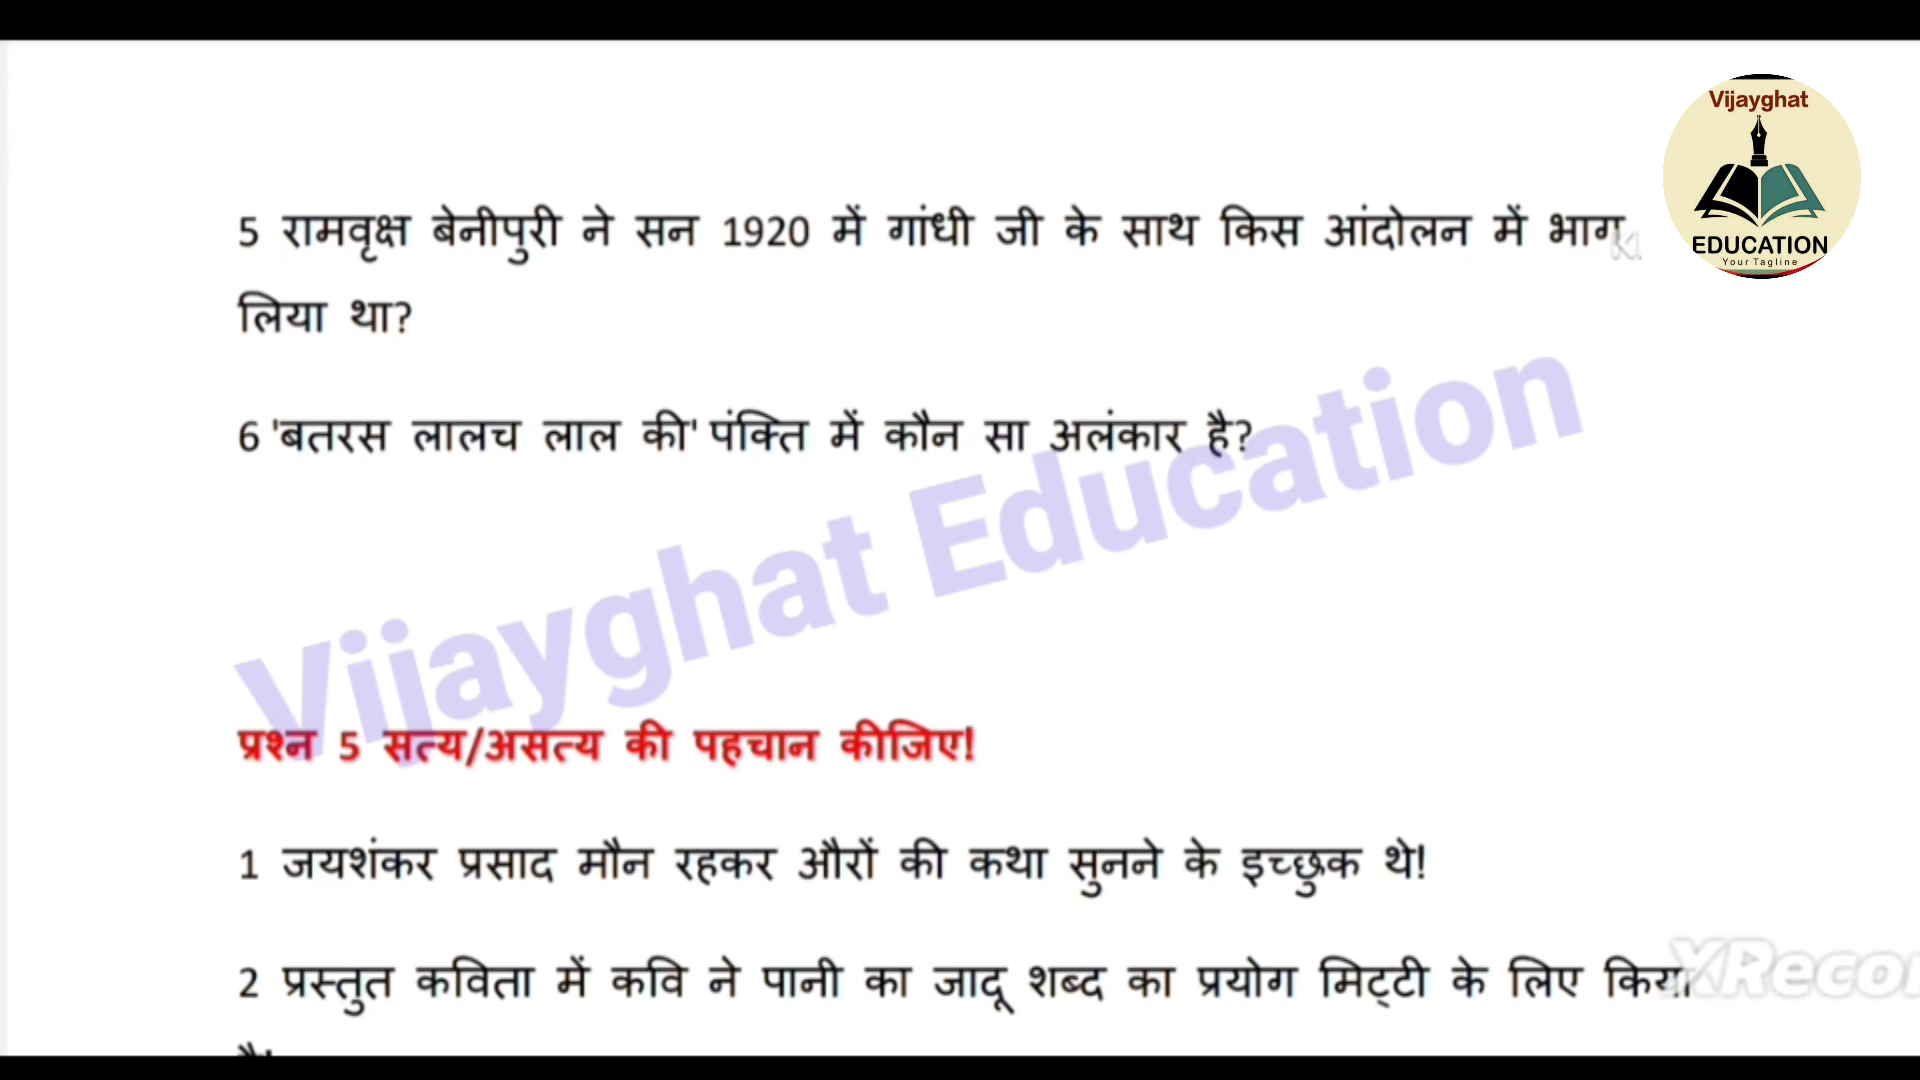 Vijayghat
EDUCATION
Your Tagline
5 रामवृक्ष बेनीपुरी ने सन 1920 में गांधी जी के साथ किस आंदोलन में भाग
लिया था?
6 'बतरस लालच लाल की' पंक्ति में कौन सा अलंकार है?
Vijayghat Education
प्रश्न 5 सत्य/असत्य की पहचान कीजिए!
1 जयशंकर प्रसाद मौन रहकर औरों की कथा सुनने के इच्छुक थे!
2 प्रस्तुत कविता में कवि ने पानी का जादू शब्द का प्रयोग मिट्टी के लिए किया
XRecor